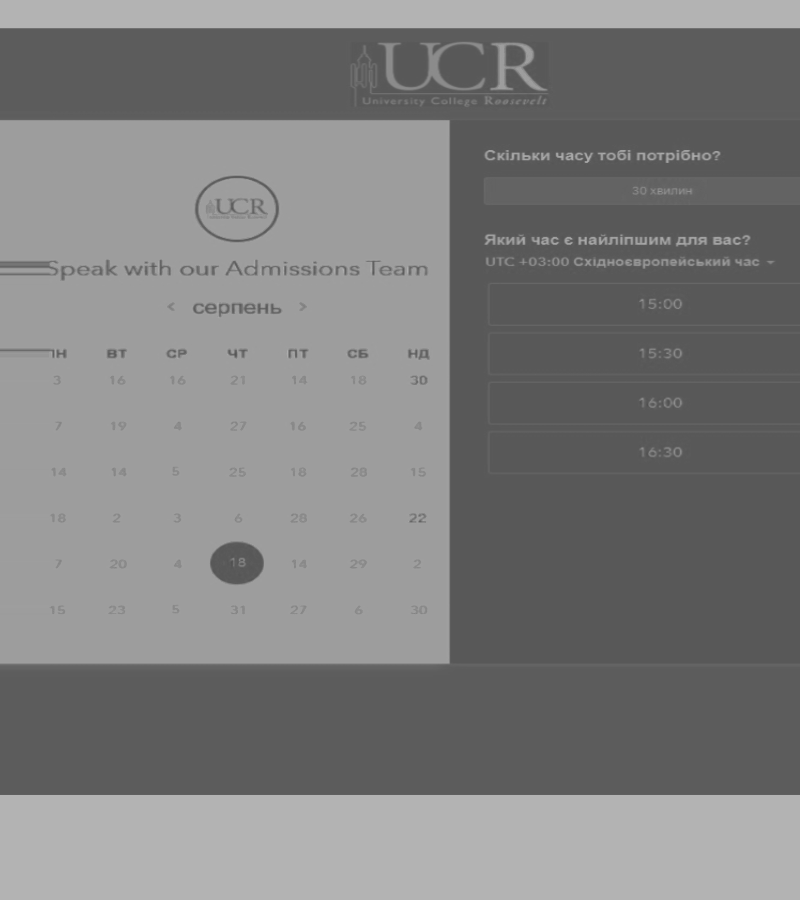 UCR
University College Roosevelt
UCR
Speak with our Admissions Team
< серпень >
ПН ВТ СР ЧТ ПТ СБ НД
3 16 16 21 14 18 30
7 19 4 27 16 25 4
14 14 5 25 18 28 15
18 2 3 6 28 26 22
7 20 4 18 14 29 2
15 23 5 31 27 6 30
Скільки часу тобі потрібно?
30 хвилин
Який час є найліпшим для вас?
UTC +03:00 Східноєвропейський час
15:00
15:30
16:00
16:30